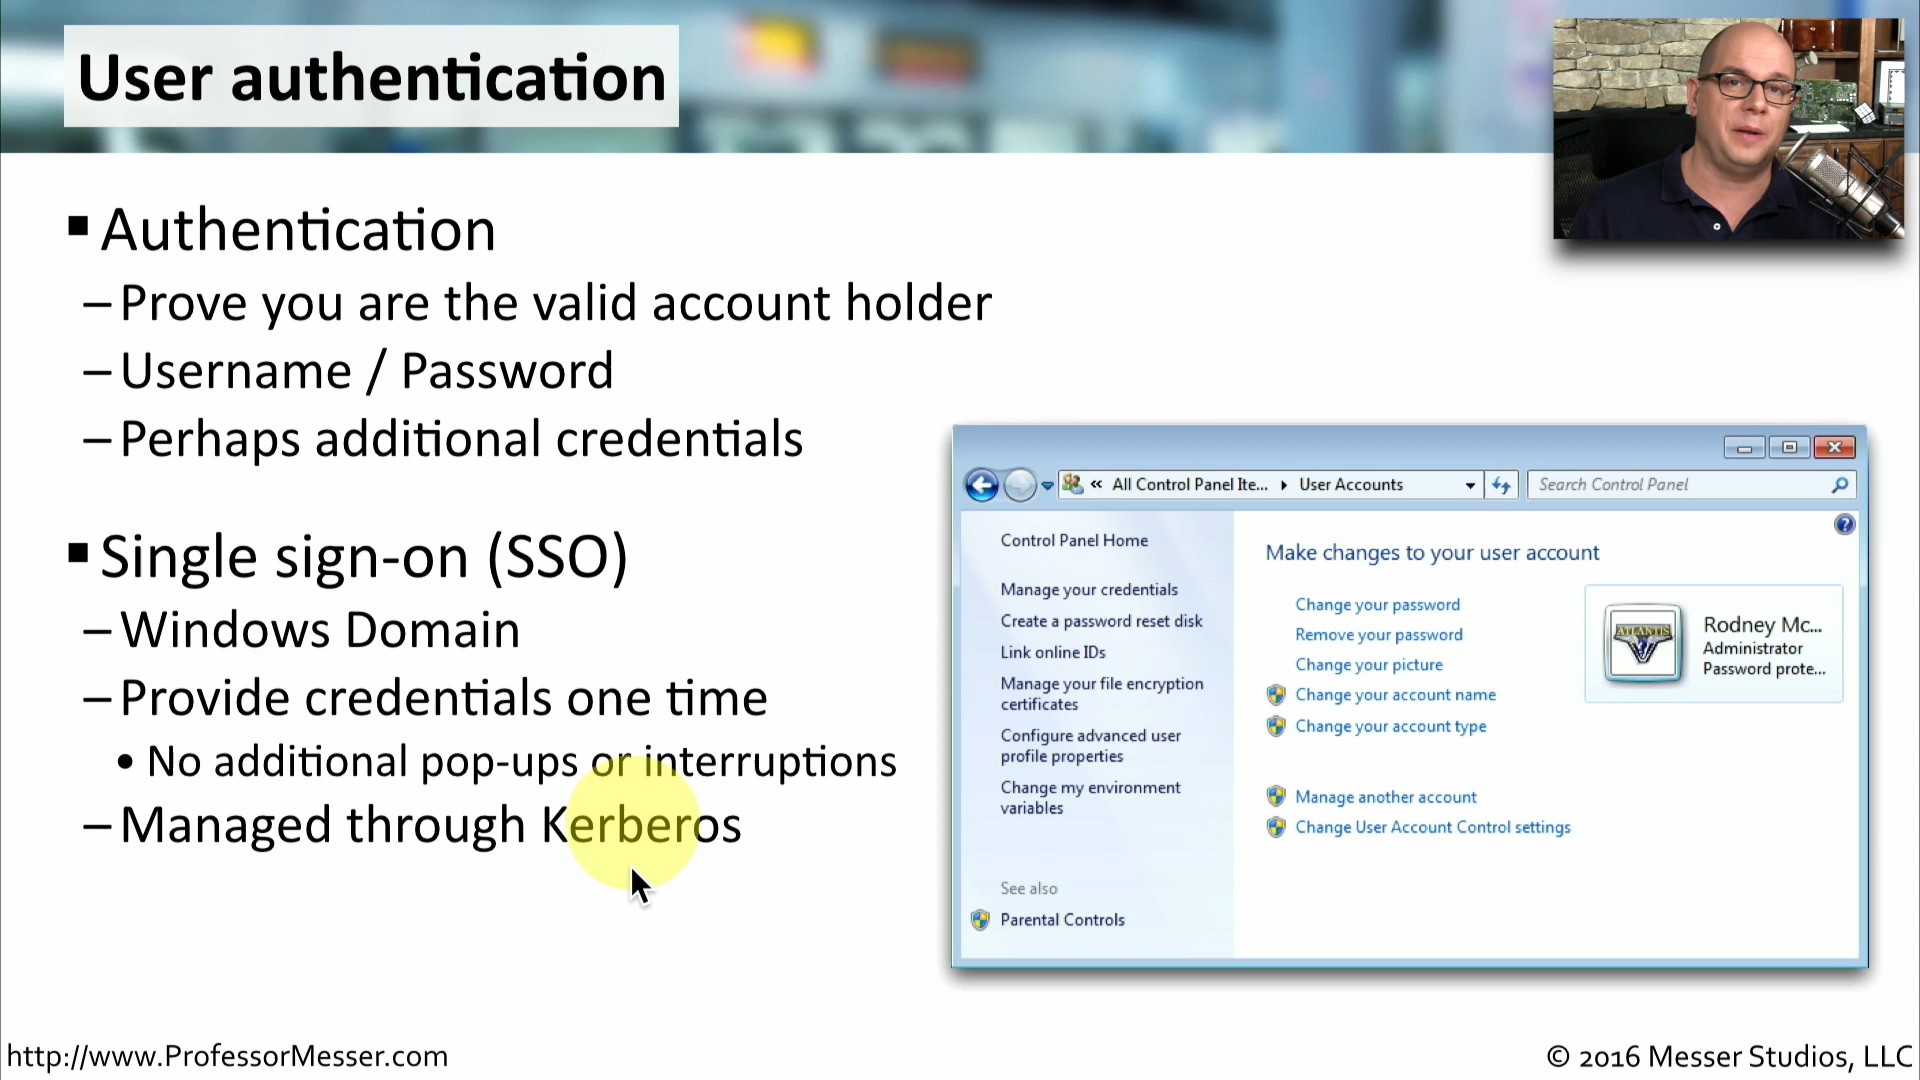 User authentication
▪ Authentication
– Prove you are the valid account holder
– Username / Password
– Perhaps additional credentials
▪ Single sign-on (SSO)
– Windows Domain
– Provide credentials one time
• No additional pop-ups or interruptions
– Managed through Kerberos
« All Control Panel Ite... ▸ User Accounts
Search Control Panel
Control Panel Home
Manage your credentials
Create a password reset disk
Link online IDs
Manage your file encryption
certificates
Configure advanced user
profile properties
Change my environment
variables
See also
Parental Controls
Make changes to your user account
Change your password
Remove your password
Change your picture
Change your account name
Change your account type
Manage another account
Change User Account Control settings
ATLANTIS
Rodney Mc...
Administrator
Password prote...
http://www.ProfessorMesser.com
© 2016 Messer Studios, LLC